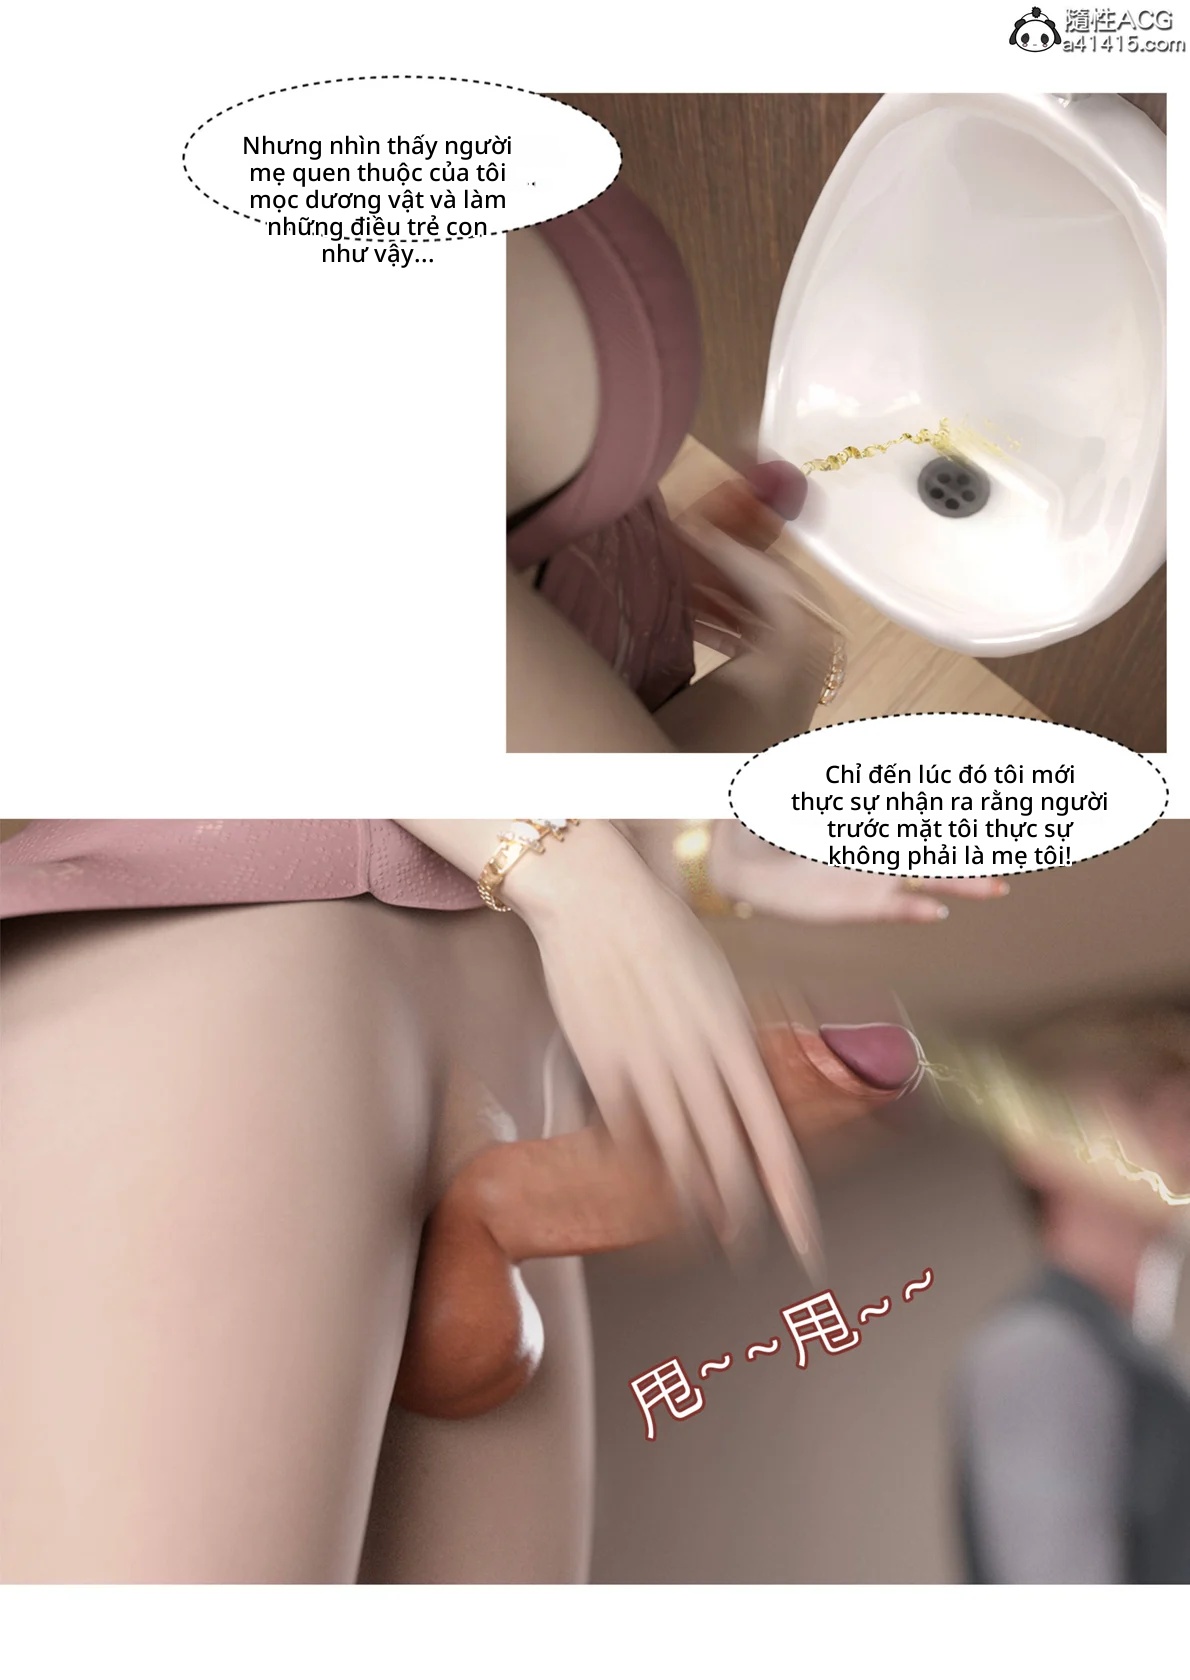 隨性ACG
a41415.com
Nhưng nhìn thấy người
mẹ quen thuộc của tôi
mọc dương vật và làm
những điều trẻ con
như vậy...
Chỉ đến lúc đó tôi mới
thực sự nhận ra rằng người
trước mặt tôi thực sự
không phải là mẹ tôi!
甩~~甩~~